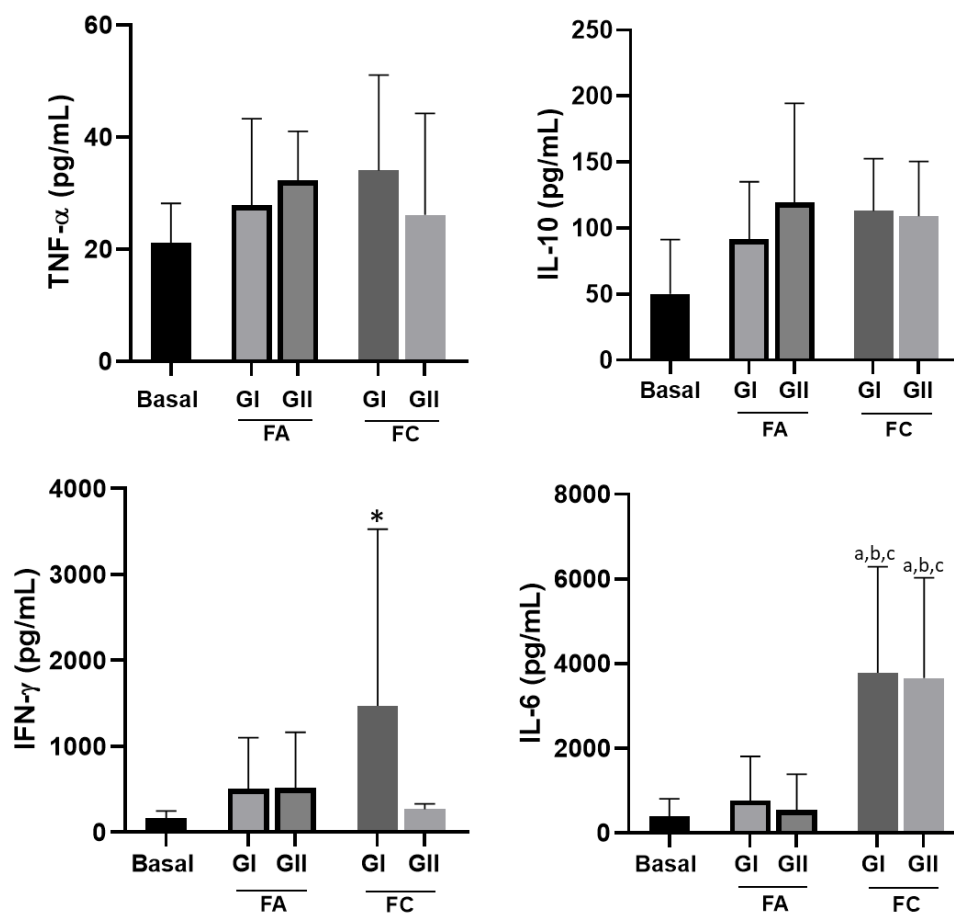 TNF-α (pg/mL)
60
40
20
0
Basal GI GII GI GII
FA FC
IL-10 (pg/mL)
250
200
150
100
50
0
Basal GI GII GI GII
FA FC
IFN-γ (pg/mL)
4000
3000
2000
1000
0
*
Basal GI GII GI GII
FA FC
IL-6 (pg/mL)
8000
6000
4000
2000
0
a,b,c a,b,c
Basal GI GII GI GII
FA FC